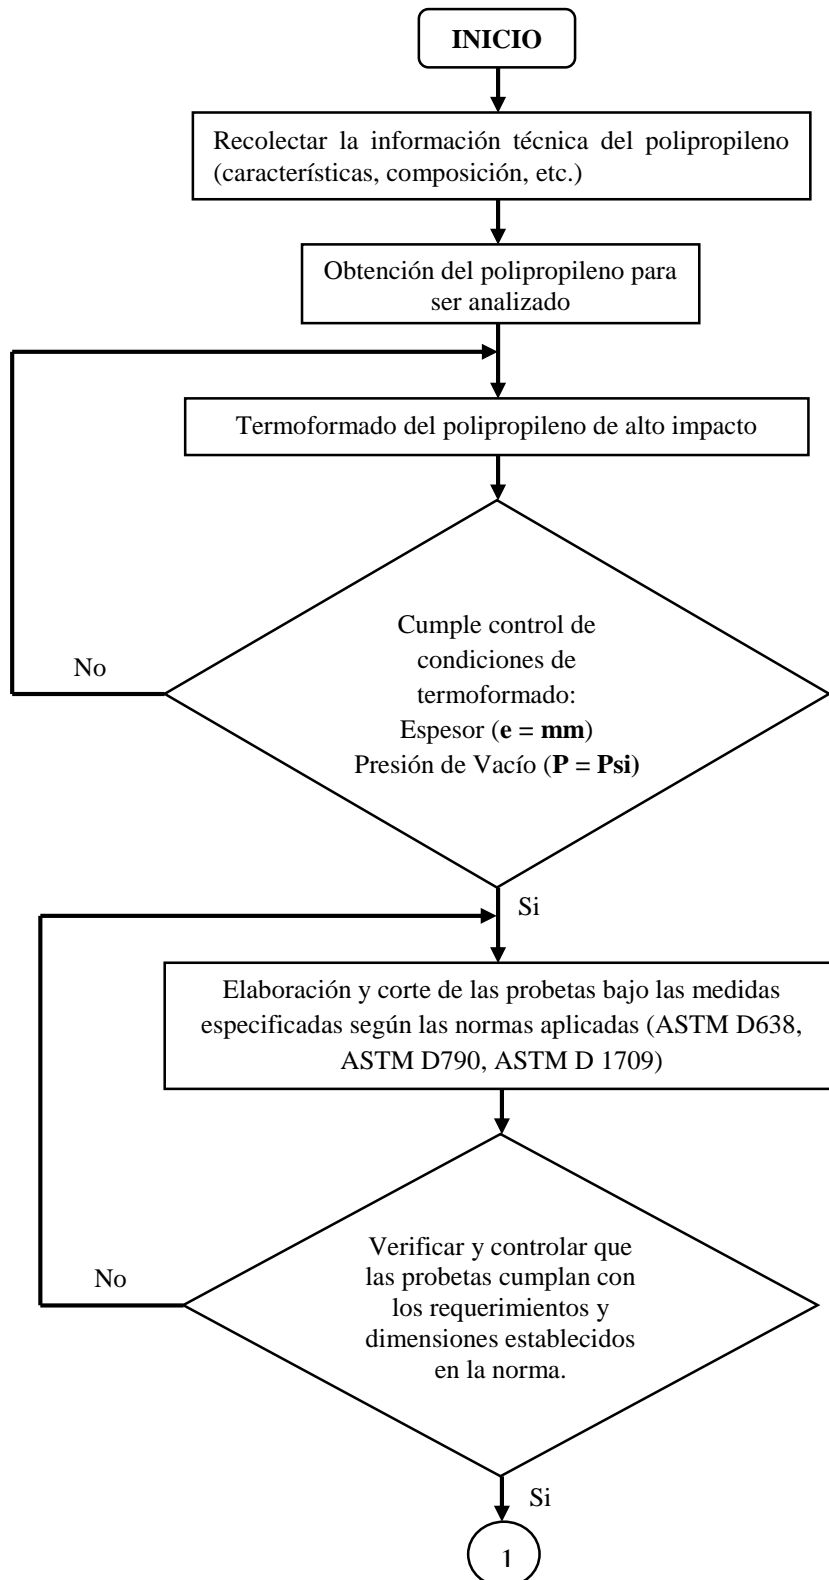 INICIO
Recolectar la información técnica del polipropileno
(características, composición, etc.)
Obtención del polipropileno para
ser analizado
Termoformado del polipropileno de alto impacto
Cumple control de
condiciones de
termoformado:
Espesor (e = mm)
Presión de Vacío (P = Psi)
No
Si
Elaboración y corte de las probetas bajo las medidas
especificadas según las normas aplicadas (ASTM D638,
ASTM D790, ASTM D 1709)
Verificar y controlar que
las probetas cumplan con
los requerimientos y
dimensiones establecidos
en la norma.
No
Si
1